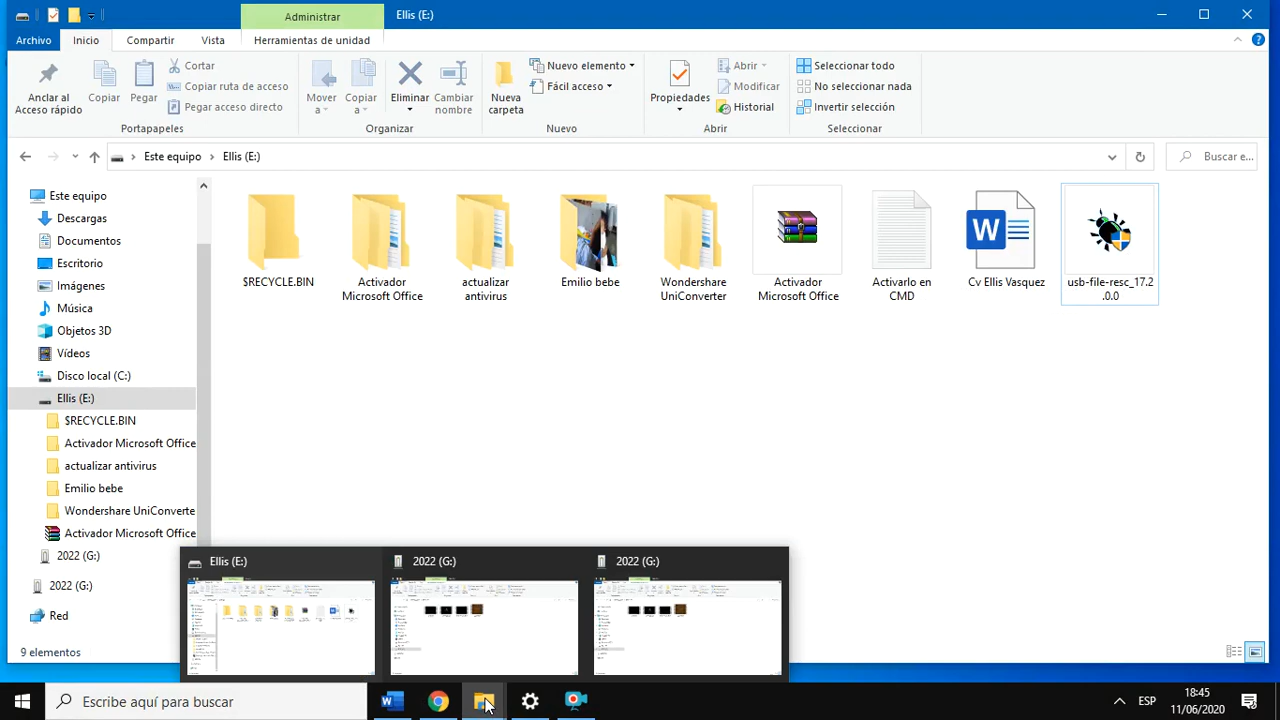 Administrar
Ellis (E:)
Archivo
Inicio
Compartir
Vista
Herramientas de unidad
Anclar al
Acceso rápido
Copiar
Pegar
Cortar
Copiar ruta de acceso
Pegar acceso directo
Portapapeles
Mover
a
Copiar
a
Eliminar
Cambiar
nombre
Organizar
Nueva
carpeta
Nuevo elemento
Fácil acceso
Nuevo
Propiedades
Abrir
Modificar
Historial
Abrir
Seleccionar todo
No seleccionar nada
Invertir selección
Seleccionar
Este equipo
Ellis (E:)
Buscar e...
Este equipo
Descargas
Documentos
Escritorio
Imágenes
Música
Objetos 3D
Vídeos
Disco local (C:)
Ellis (E:)
$RECYCLE.BIN
Activador Microsoft Office
actualizar antivirus
Emilio bebe
Wondershare UniConverte
Activador Microsoft Office
2022 (G:)
2022 (G:)
Red
$RECYCLE.BIN
Activador
Microsoft Office
actualizar
antivirus
Emilio bebe
Wondershare
UniConverter
Activador
Microsoft Office
Activarlo en
CMD
Cv Ellis Vasquez
usb-file-resc_17.2
.0.0
9 elementos
Ellis (E:)
2022 (G:)
2022 (G:)
Escribe aquí para buscar
ESP
18:45
11/06/2020